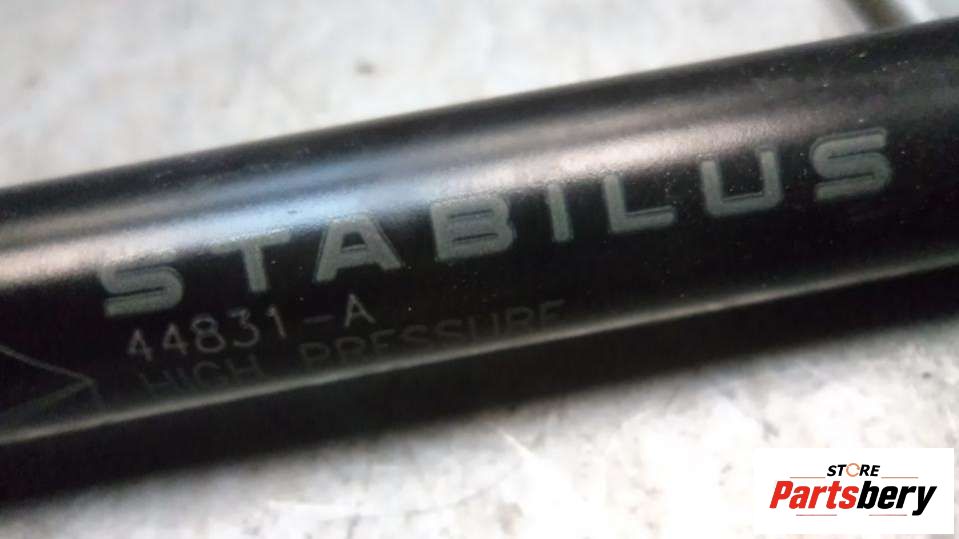 STABILUS
44831-A
HIGH PRESSURE
STORE
Partsbery